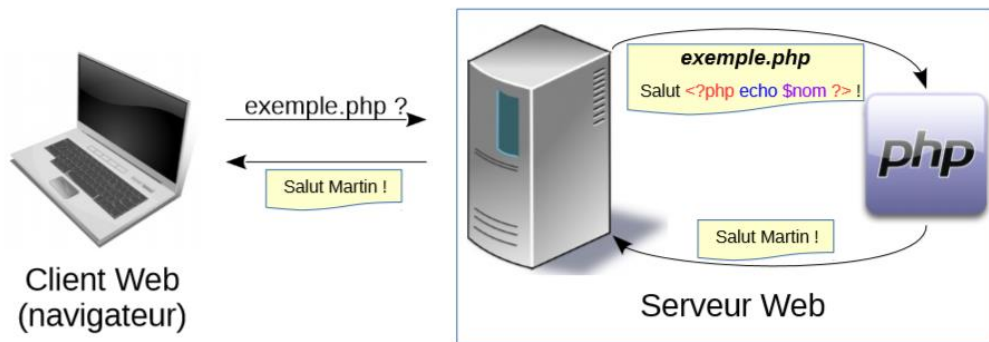 exemple.php ?
Salut Martin !
Client Web
(navigateur)
exemple.php
Salut <?php echo $nom ?> !
php
Salut Martin !
Serveur Web